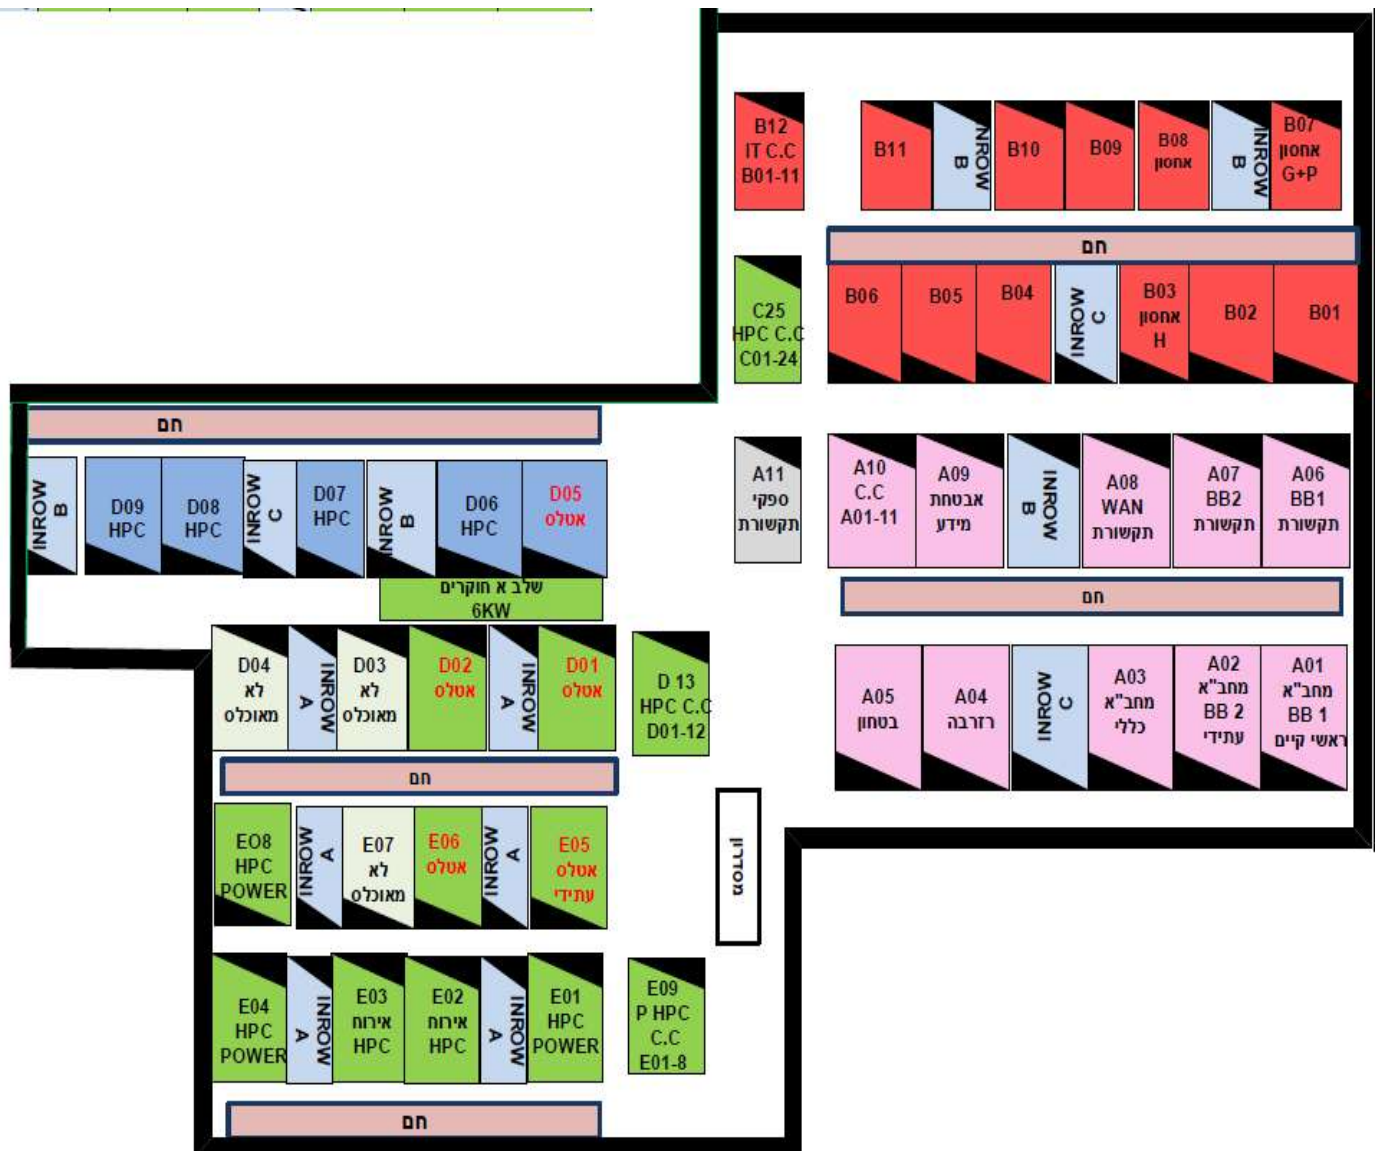 B12
IT C.C
B01-11
B11
INROW
B
B10
B09
B08
אחסון
INROW
B
B07
אחסון
G+P
חם
C25
HPC C.C
C01-24
B06
B05
B04
INROW
C
B03
אחסון
H
B02
B01
חם
INROW
B
D09
HPC
D08
HPC
INROW
C
D07
HPC
INROW
B
D06
HPC
D05
אטלס
שלב א חוקרים
6KW
A11
ספקי
תקשורת
A10
C.C
A01-11
A09
אבטחת
מידע
INROW
B
A08
WAN
תקשורת
A07
BB2
תקשורת
A06
BB1
תקשורת
חם
D04
לא
מאוכלס
INROW
A
D03
לא
מאוכלס
D02
אטלס
INROW
A
D01
אטלס
D 13
HPC C.C
D01-12
A05
בטחון
A04
רזרבה
INROW
C
A03
מחב"א
כללי
A02
מחב"א
BB 2
עתידי
A01
מחב"א
BB 1
ראשי קיים
חם
EO8
HPC
POWER
INROW
A
E07
לא
מאוכלס
E06
אטלס
INROW
A
E05
אטלס
עתידי
מסדרון
E04
HPC
POWER
INROW
A
E03
אירוח
HPC
E02
אירוח
HPC
INROW
A
E01
HPC
POWER
E09
P HPC
C.C
E01-8
חם